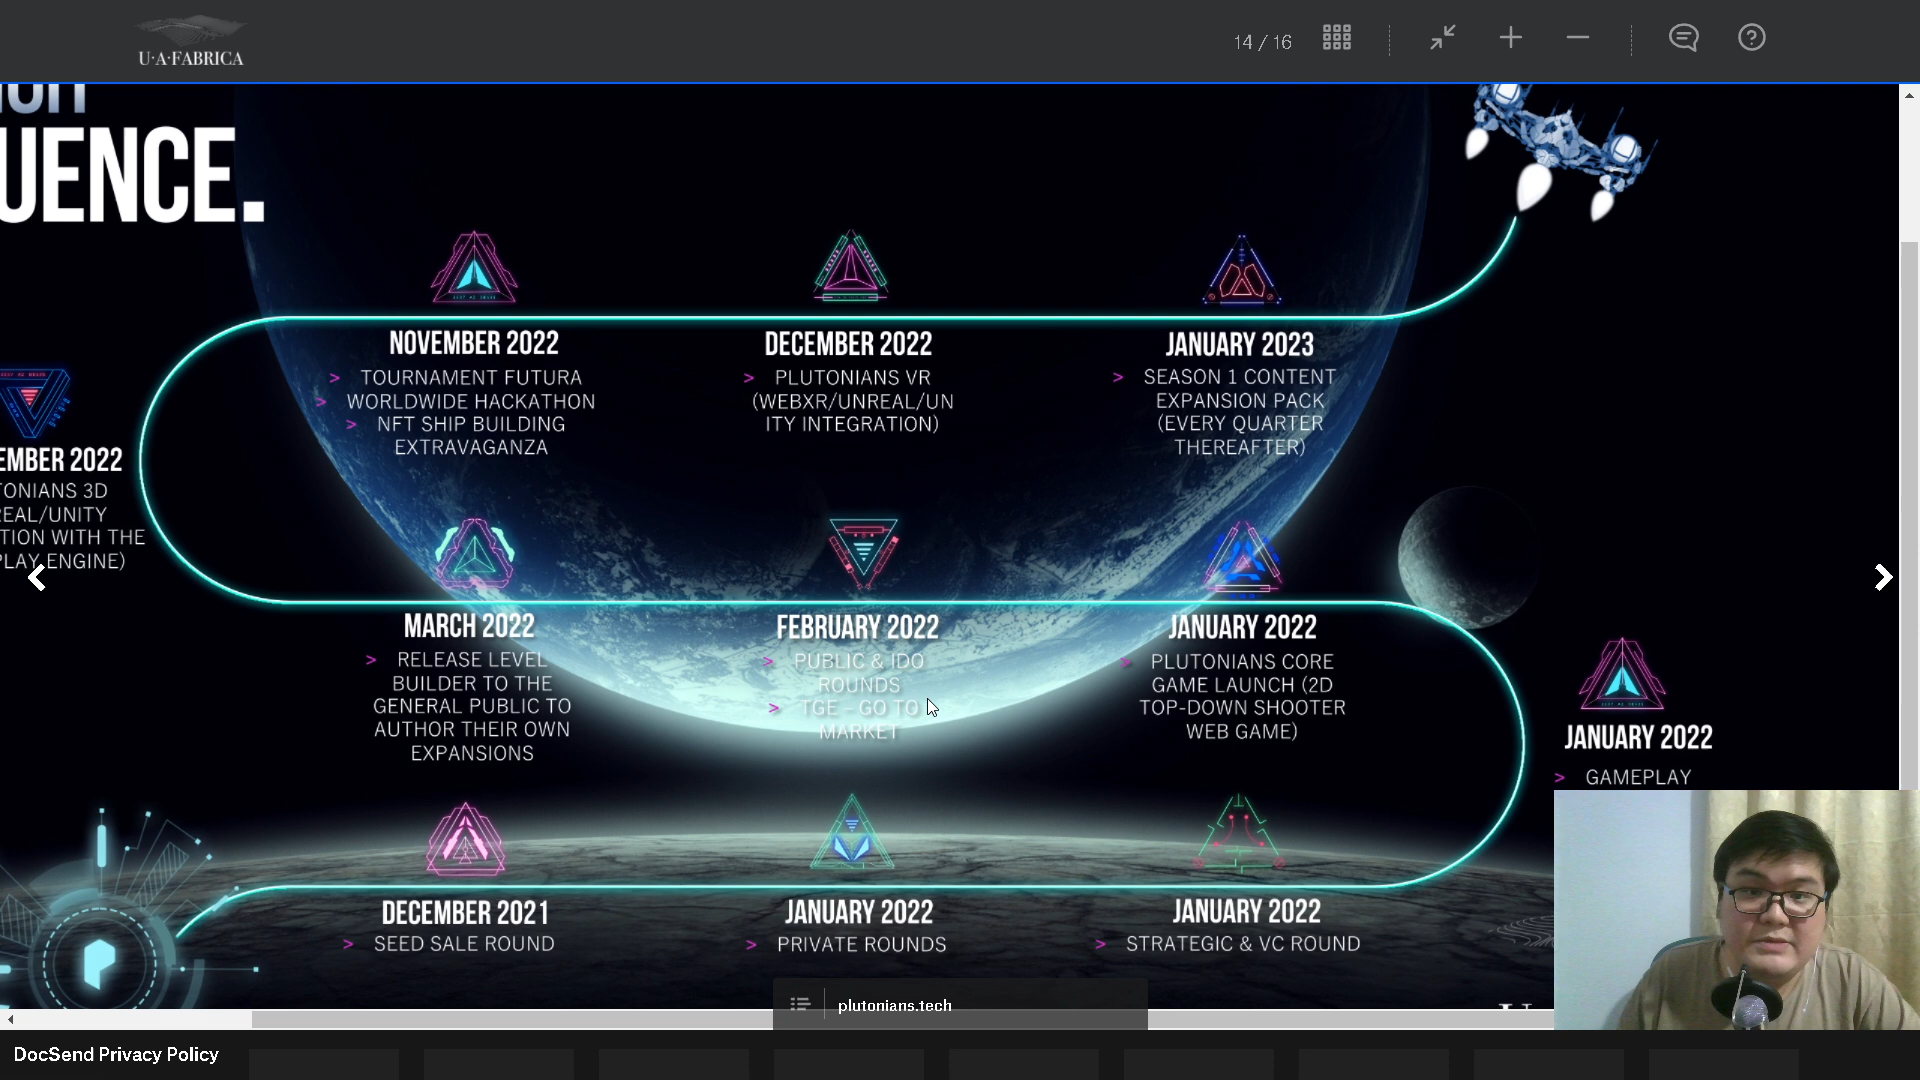 U·A·FABRICA
14 / 16
UENCE.
NOVEMBER 2022
> TOURNAMENT FUTURA
> WORLDWIDE HACKATHON
> NFT SHIP BUILDING
EXTRAVAGANZA
DECEMBER 2022
> PLUTONIANS VR
(WEBXR/UNREAL/UN
ITY INTEGRATION)
JANUARY 2023
> SEASON 1 CONTENT
EXPANSION PACK
(EVERY QUARTER
THEREAFTER)
EMBER 2022
TONIANS 3D
REAL/UNITY
TION WITH THE
PLAY ENGINE)
MARCH 2022
> RELEASE LEVEL
BUILDER TO THE
GENERAL PUBLIC TO
AUTHOR THEIR OWN
EXPANSIONS
FEBRUARY 2022
> PUBLIC & IDO
ROUNDS
> TGE - GO TO
MARKET
JANUARY 2022
> PLUTONIANS CORE
GAME LAUNCH (2D
TOP-DOWN SHOOTER
WEB GAME)
JANUARY 2022
> GAMEPLAY
DECEMBER 2021
> SEED SALE ROUND
JANUARY 2022
> PRIVATE ROUNDS
JANUARY 2022
> STRATEGIC & VC ROUND
plutonians.tech
DocSend Privacy Policy